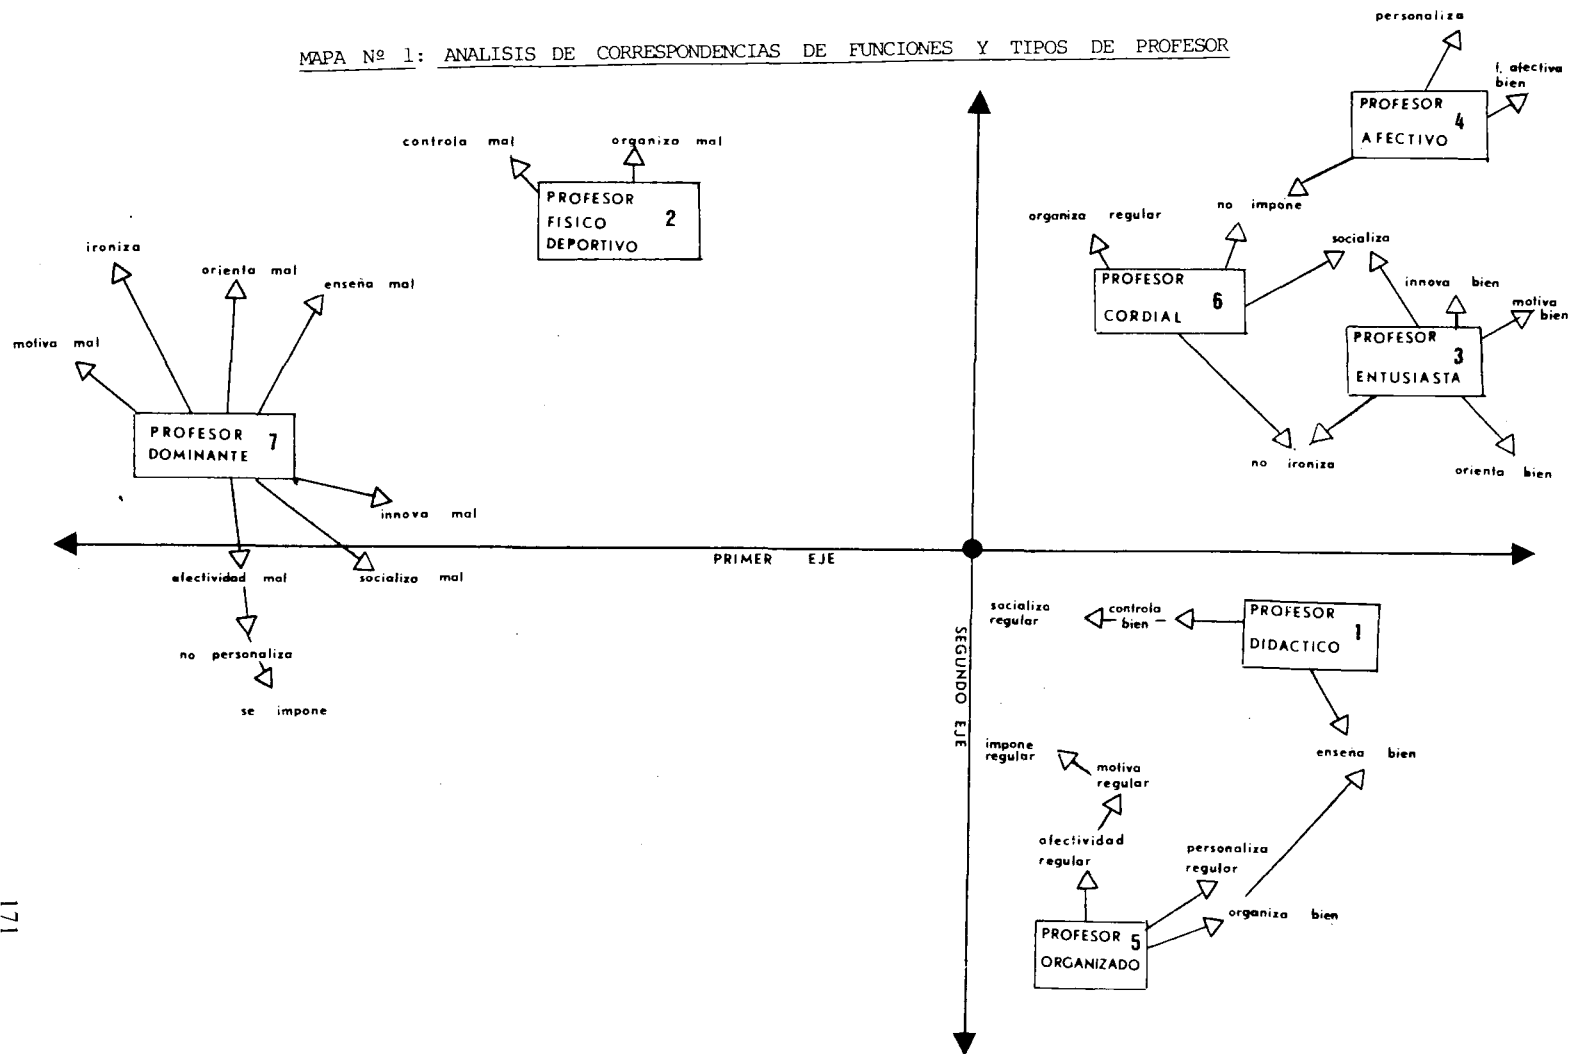 MAPA Nº 1: ANALISIS DE CORRESPONDENCIAS DE FUNCIONES Y TIPOS DE PROFESOR
personaliza
f. afectiva
bien
PROFESOR
4
AFECTIVO
controla mal
organiza mal
PROFESOR
FISICO
2
DEPORTIVO
no impone
organiza regular
socializa
PROFESOR
6
CORDIAL
innova bien
motiva
bien
PROFESOR
3
ENTUSIASTA
no ironiza
orienta bien
ironiza
orienta mal
enseña mal
motiva mal
PROFESOR
7
DOMINANTE
innova mal
PRIMER EJE
afectividad mal
socializa mal
no personaliza
se impone
SEGUNDO EJE
socializa
regular
controla
bien
PROFESOR
1
DIDACTICO
impone
regular
motiva
regular
enseña bien
afectividad
regular
personaliza
regular
organiza bien
PROFESOR
5
ORGANIZADO
171